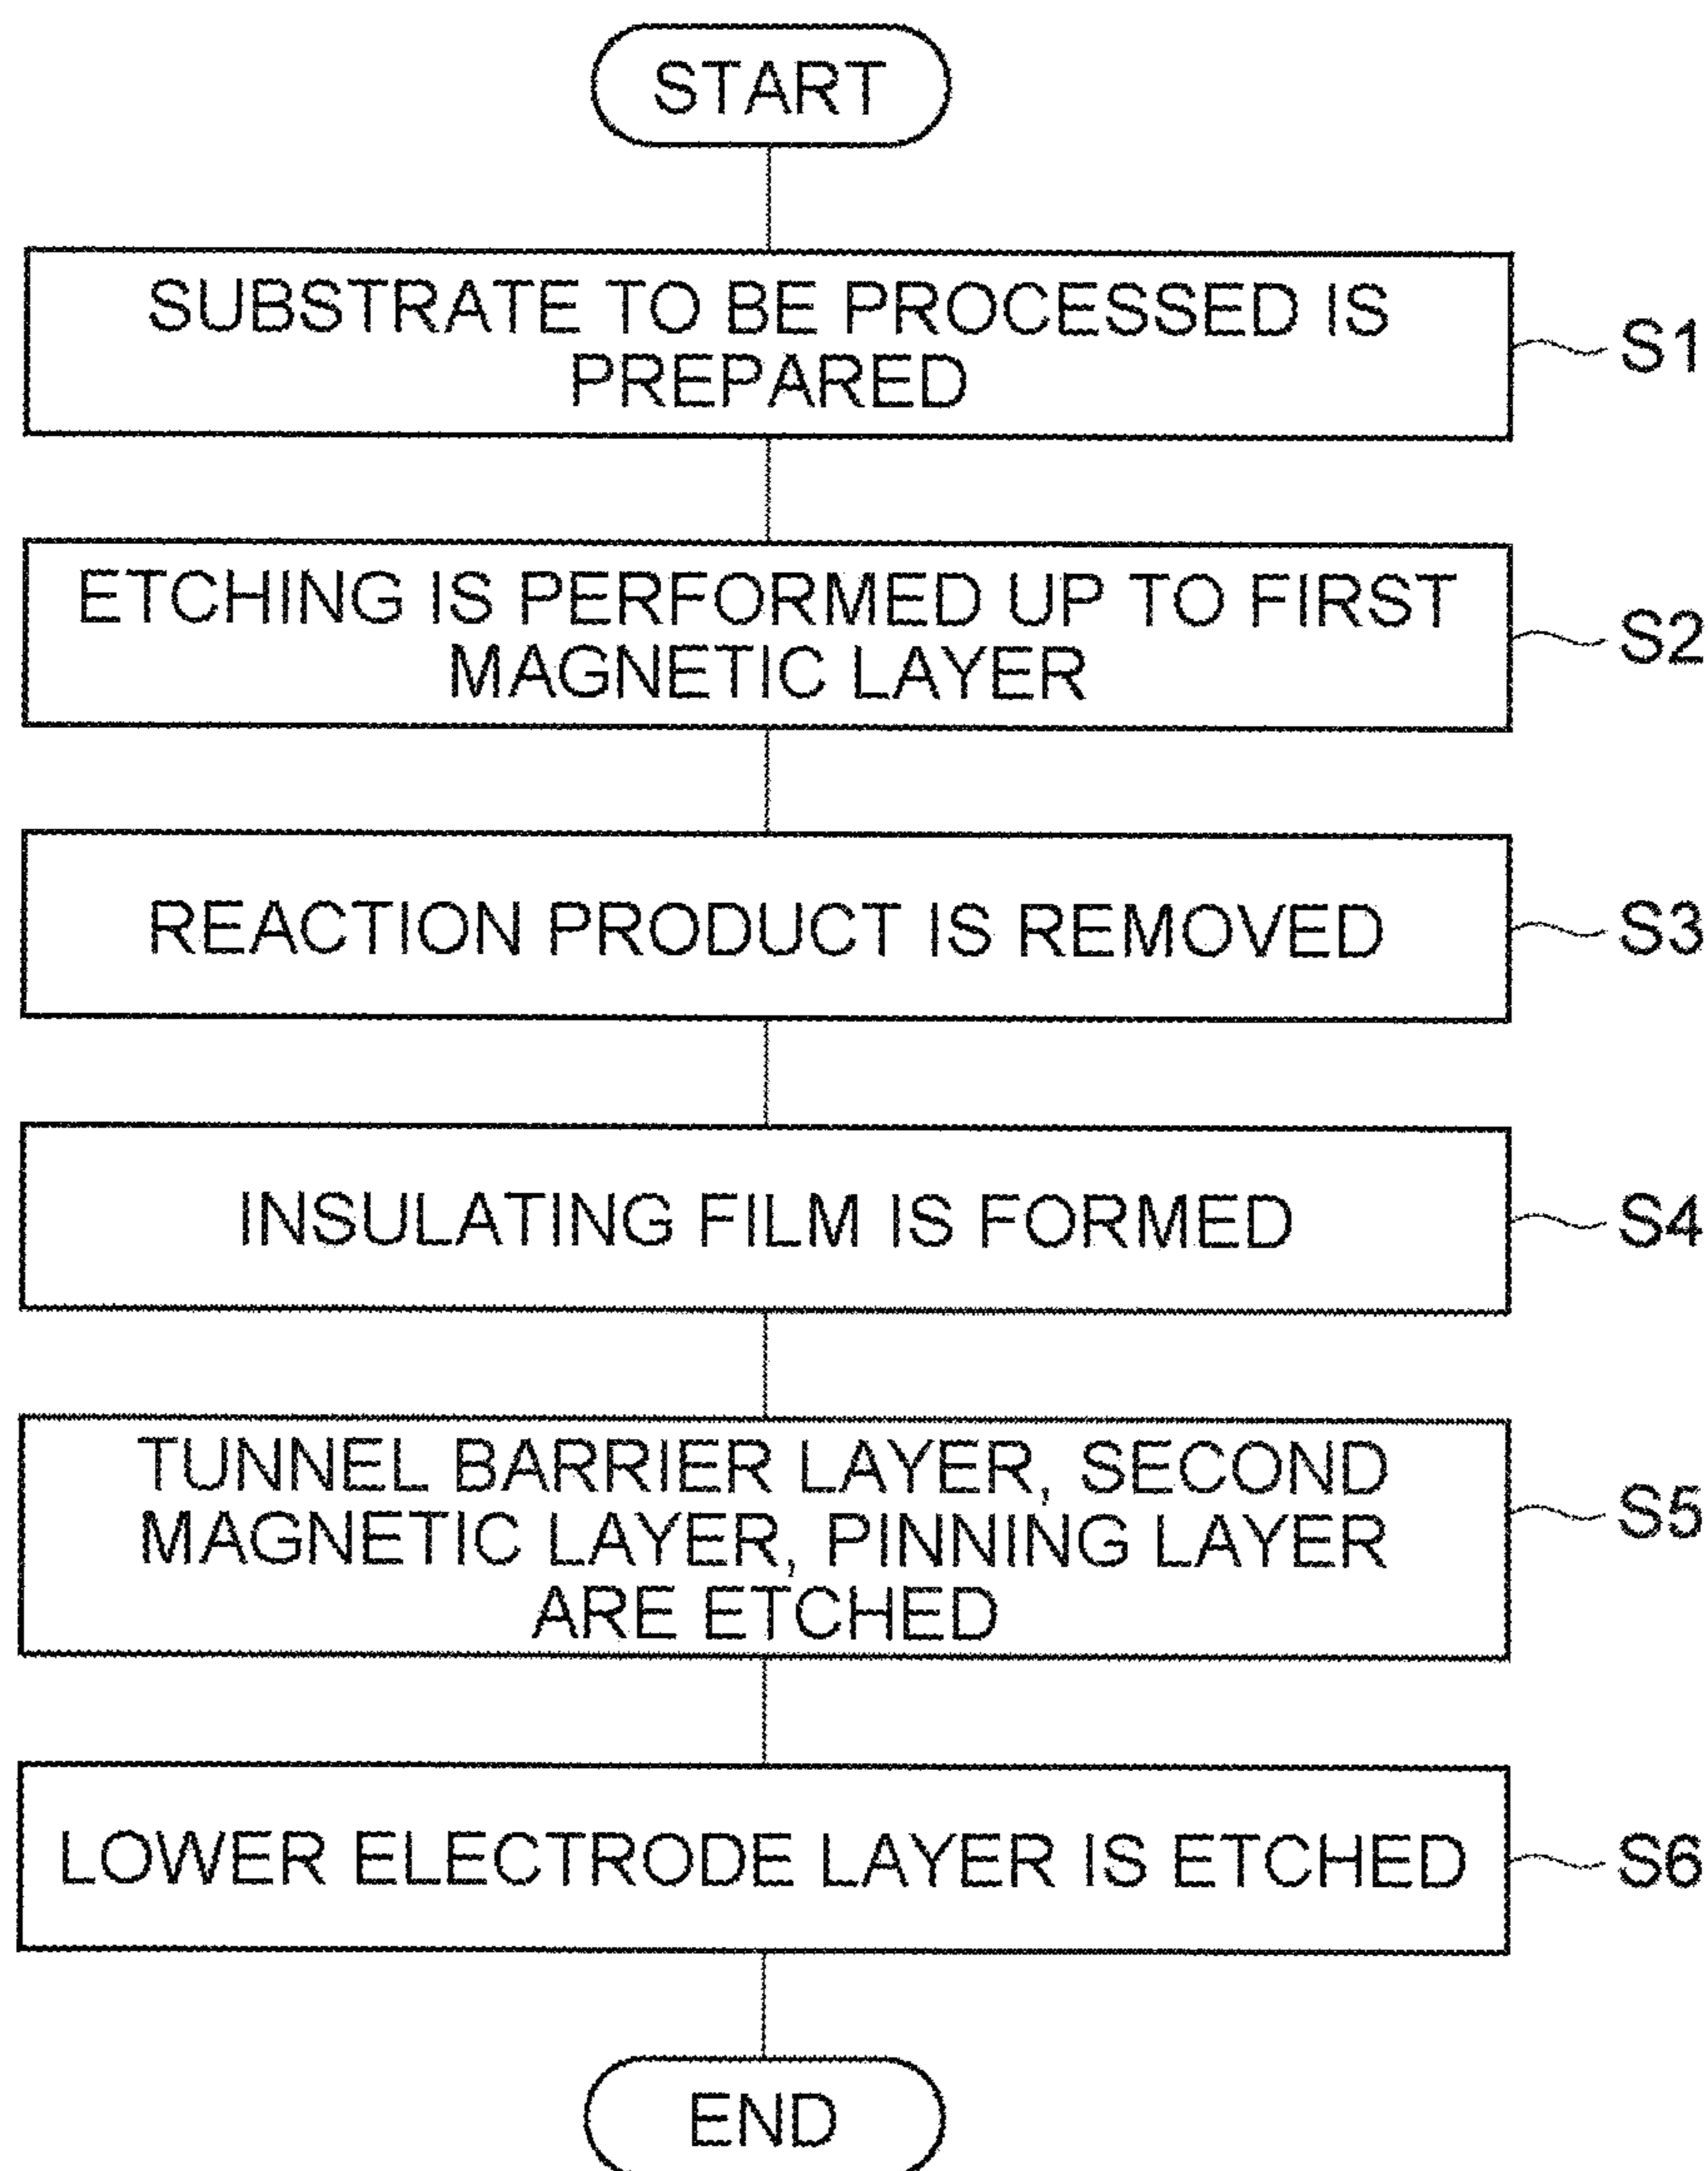 START
SUBSTRATE TO BE PROCESSED IS
PREPARED
S1
ETCHING IS PERFORMED UP TO FIRST
MAGNETIC LAYER
S2
REACTION PRODUCT IS REMOVED
S3
INSULATING FILM IS FORMED
S4
TUNNEL BARRIER LAYER, SECOND
MAGNETIC LAYER, PINNING LAYER
ARE ETCHED
S5
LOWER ELECTRODE LAYER IS ETCHED
S6
END